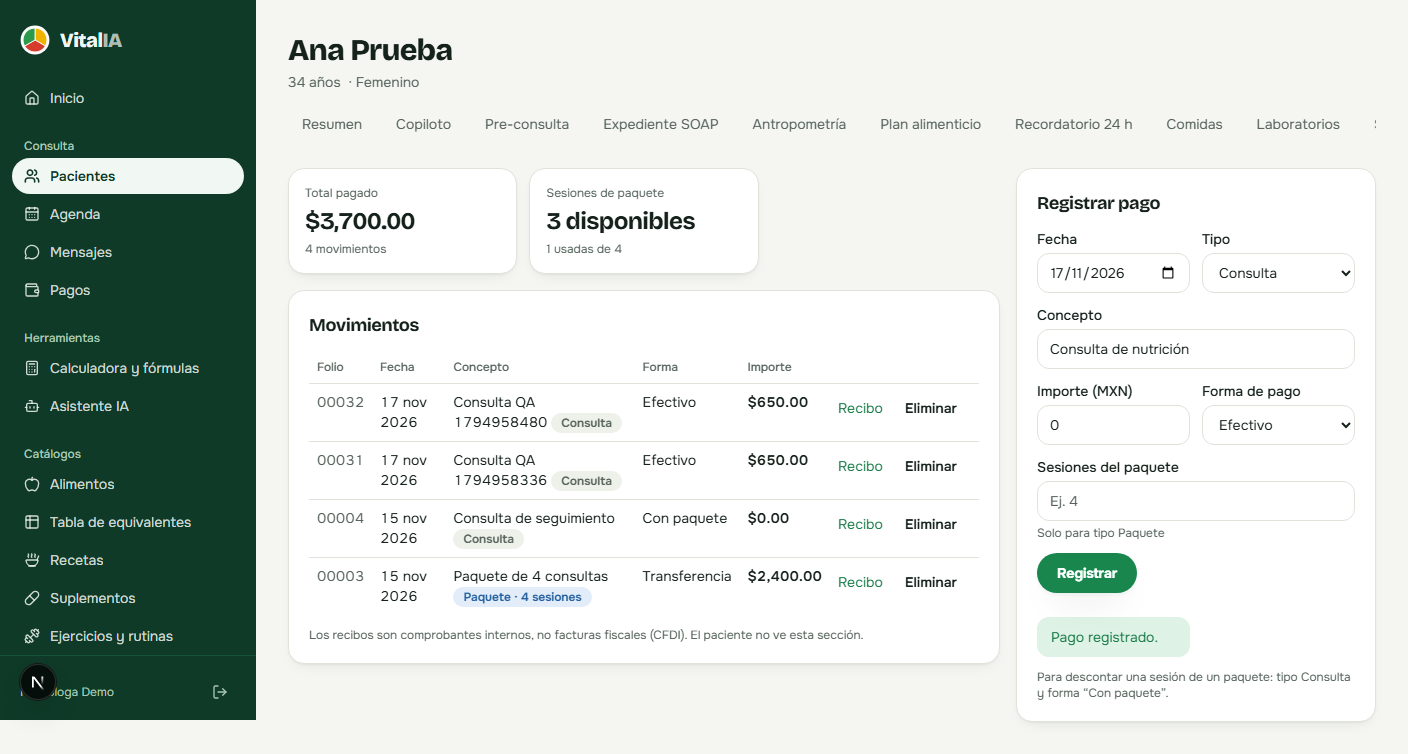 VitalIA
Inicio
Consulta
Pacientes
Agenda
Mensajes
Pagos
Herramientas
Calculadora y fórmulas
Asistente IA
Catálogos
Alimentos
Tabla de equivalentes
Recetas
Suplementos
Ejercicios y rutinas
N
Demo
Ana Prueba
34 años · Femenino
Resumen Copiloto Pre-consulta Expediente SOAP Antropometría Plan alimenticio Recordatorio 24 h Comidas Laboratorios
Total pagado
$3,700.00
4 movimientos
Sesiones de paquete
3 disponibles
1 usadas de 4
Movimientos
Folio Fecha Concepto Forma Importe
00032 17 nov Consulta QA Efectivo $650.00 Recibo Eliminar
2026 1794958480 Consulta
00031 17 nov Consulta QA Efectivo $650.00 Recibo Eliminar
2026 1794958336 Consulta
00004 15 nov Consulta de seguimiento Con paquete $0.00 Recibo Eliminar
2026 Consulta
00003 15 nov Paquete de 4 consultas Transferencia $2,400.00 Recibo Eliminar
2026 Paquete · 4 sesiones
Los recibos son comprobantes internos, no facturas fiscales (CFDI). El paciente no ve esta sección.
Registrar pago
Fecha Tipo
17/11/2026 Consulta
Concepto
Consulta de nutrición
Importe (MXN) Forma de pago
0 Efectivo
Sesiones del paquete
Ej. 4
Solo para tipo Paquete
Registrar
Pago registrado.
Para descontar una sesión de un paquete: tipo Consulta
y forma “Con paquete”.